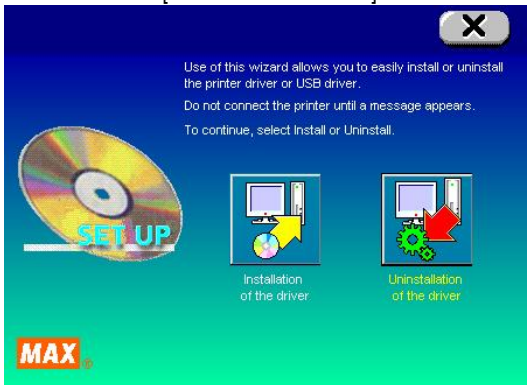 Use of this wizard allows you to easily install or uninstall
the printer driver or USB driver.
Do not connect the printer until a message appears.
To continue, select Install or Uninstall.
SET UP
Installation
of the driver
Uninstallation
of the driver
MAX®